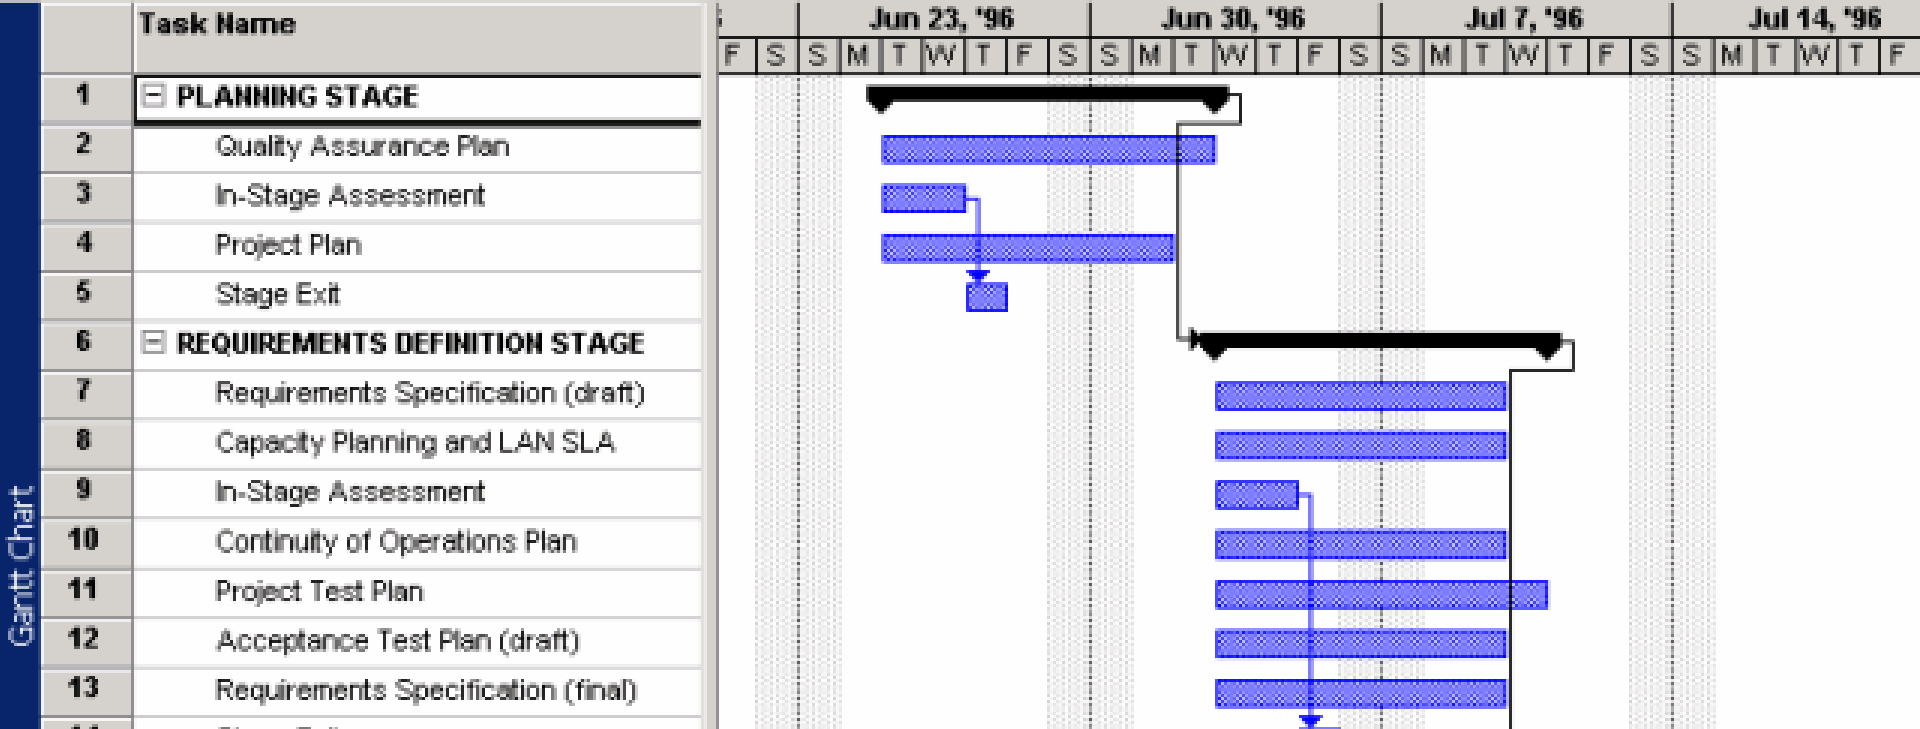 Task Name
Jun 23, '96 Jun 30, '96 Jul 7, '96 Jul 14, '96
F S S M T W T F S S M T W T F S S M T W T F S S M T W T F
1 PLANNING STAGE
2 Quality Assurance Plan
3 In-Stage Assessment
4 Project Plan
5 Stage Exit
6 REQUIREMENTS DEFINITION STAGE
7 Requirements Specification (draft)
8 Capacity Planning and LAN SLA
9 In-Stage Assessment
10 Continuity of Operations Plan
11 Project Test Plan
12 Acceptance Test Plan (draft)
13 Requirements Specification (final)
Gantt Chart